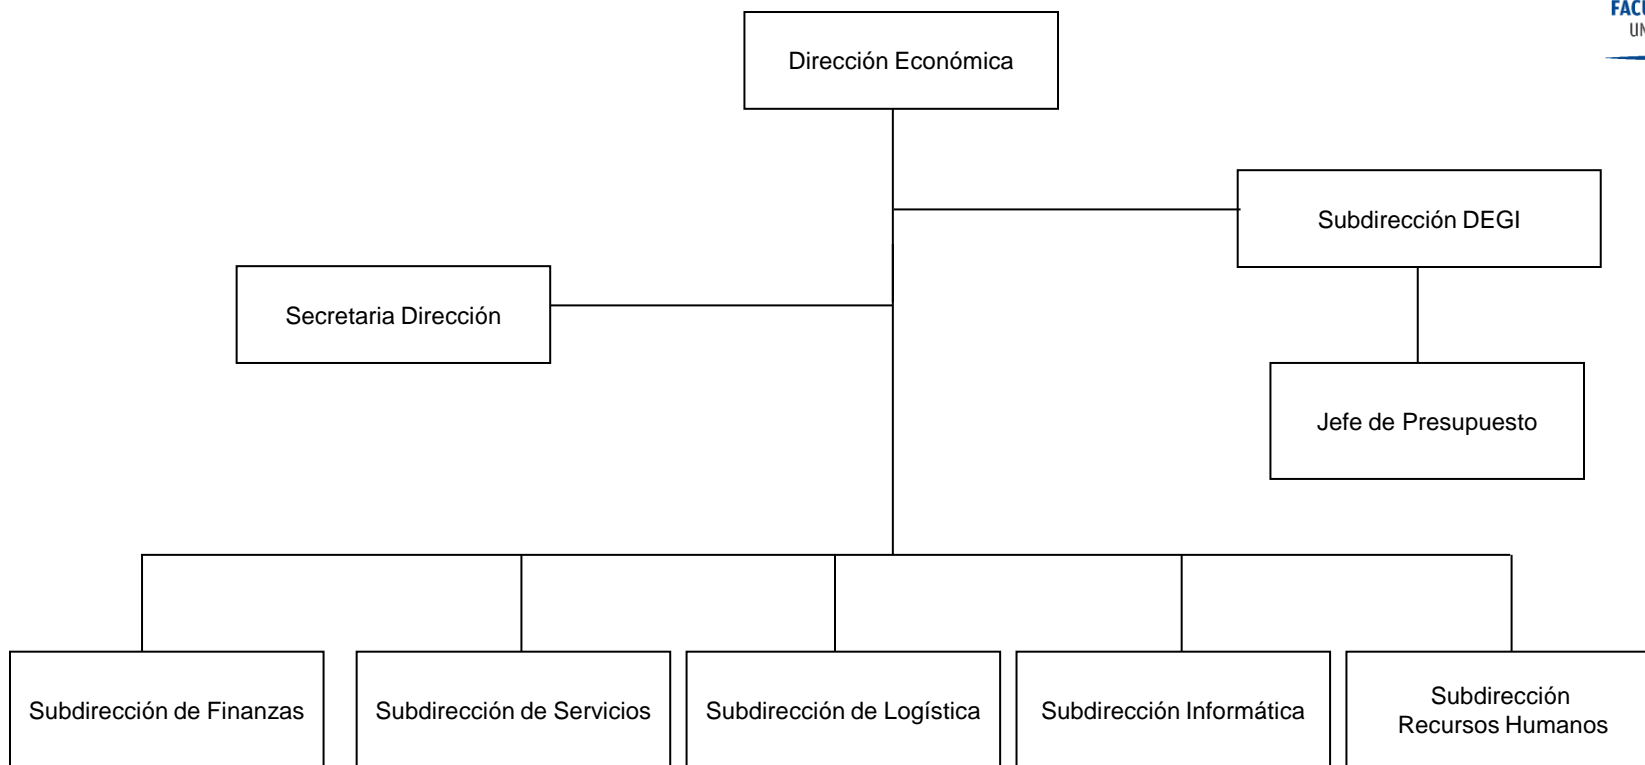 Dirección Económica
Subdirección DEGI
Secretaria Dirección
Jefe de Presupuesto
Subdirección de Finanzas
Subdirección de Servicios
Subdirección de Logística
Subdirección Informática
Subdirección
Recursos Humanos